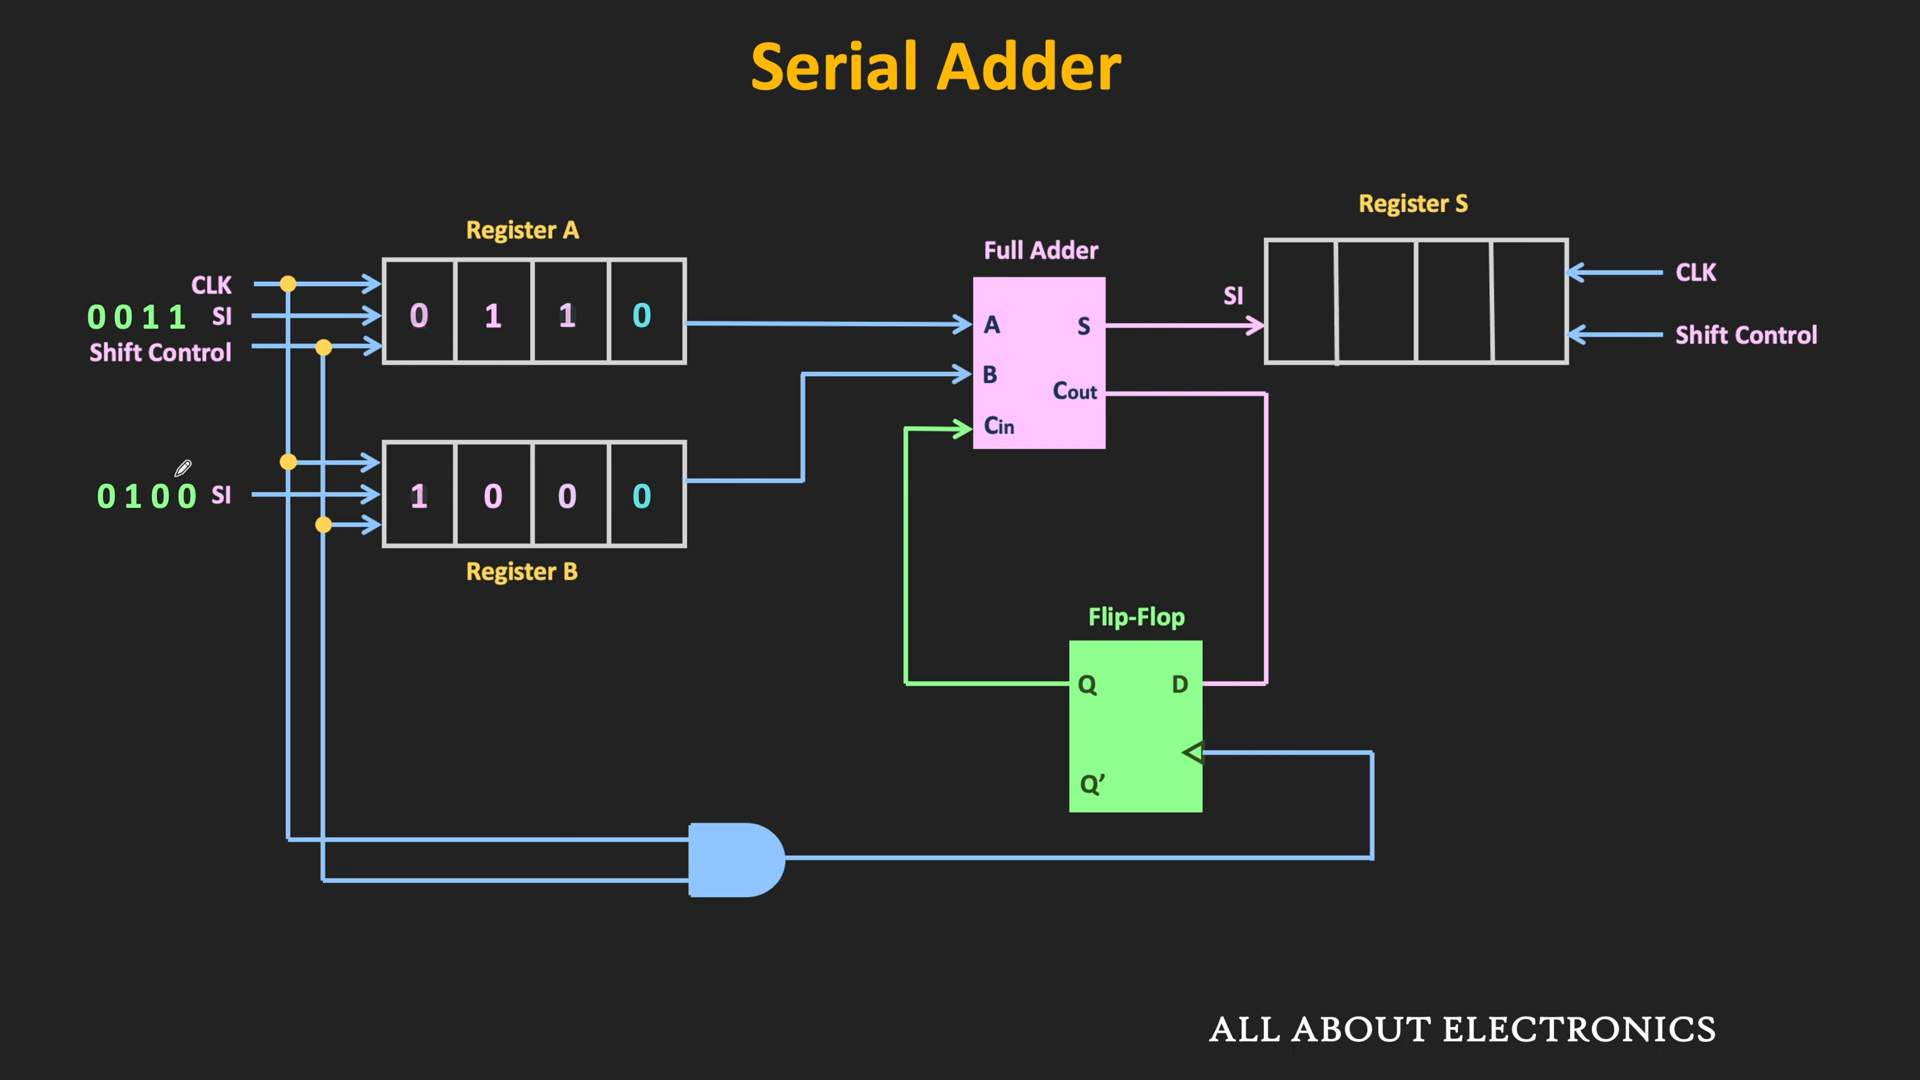 Serial Adder
Register S
Register A
Full Adder
CLK
0 0 1 1 SI
Shift Control
0 1 1 0
A
B
Cin
S
Cout
SI
CLK
Shift Control
0 1 0 0 SI
1 0 0 0
Register B
Flip-Flop
Q D
Q’
ALL ABOUT ELECTRONICS